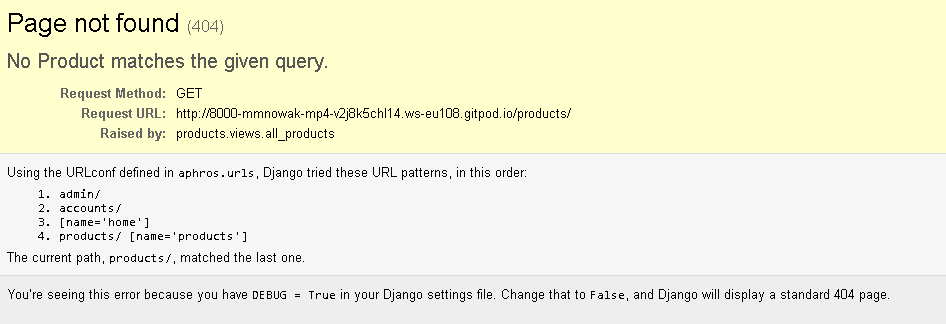 Page not found (404)
No Product matches the given query.
Request Method: GET
Request URL: http://8000-mmnowak-mp4-v2j8k5chl14.ws-eu108.gitpod.io/products/
Raised by: products.views.all_products
Using the URLconf defined in aphros.urls, Django tried these URL patterns, in this order:
1. admin/
2. accounts/
3. [name='home']
4. products/ [name='products']
The current path, products/, matched the last one.
You're seeing this error because you have DEBUG = True in your Django settings file. Change that to False, and Django will display a standard 404 page.